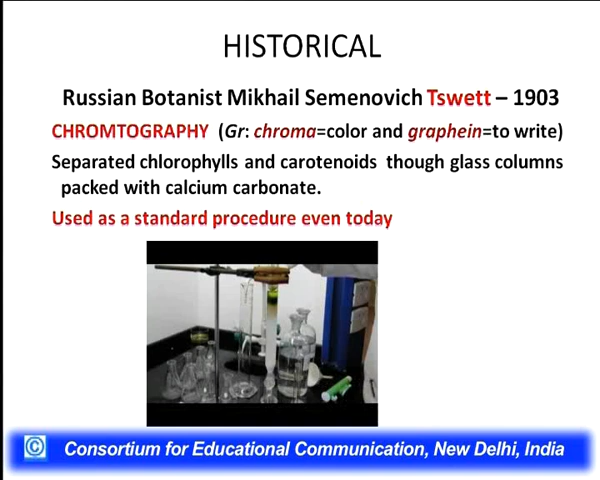 HISTORICAL
Russian Botanist Mikhail Semenovich Tswett – 1903
CHROMTOGRAPHY (Gr: chroma=color and graphein=to write)
Separated chlorophylls and carotenoids though glass columns
packed with calcium carbonate.
Used as a standard procedure even today
© Consortium for Educational Communication, New Delhi, India